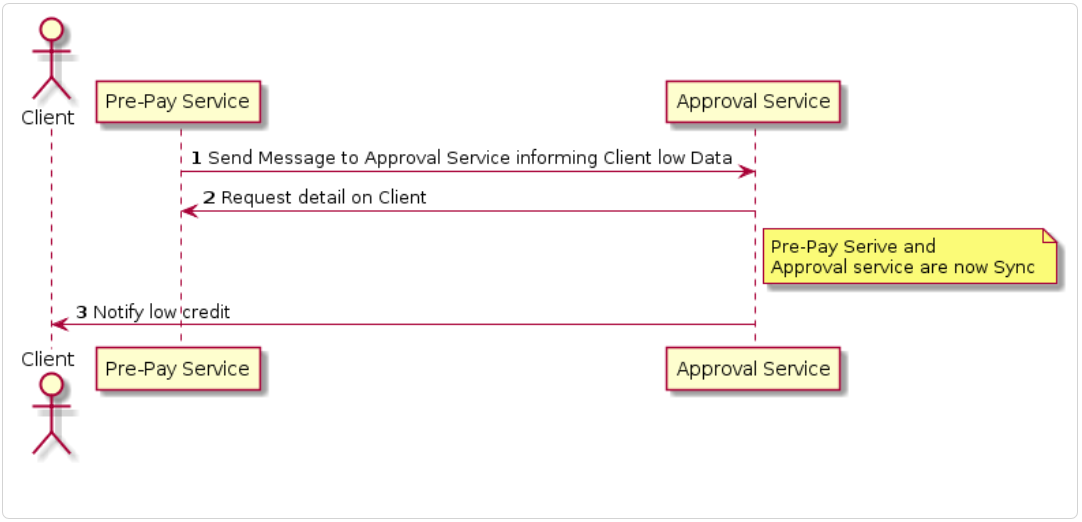 Client
Pre-Pay Service
Approval Service
1 Send Message to Approval Service informing Client low Data
2 Request detail on Client
Pre-Pay Serive and
Approval service are now Sync
3 Notify low credit
Client
Pre-Pay Service
Approval Service